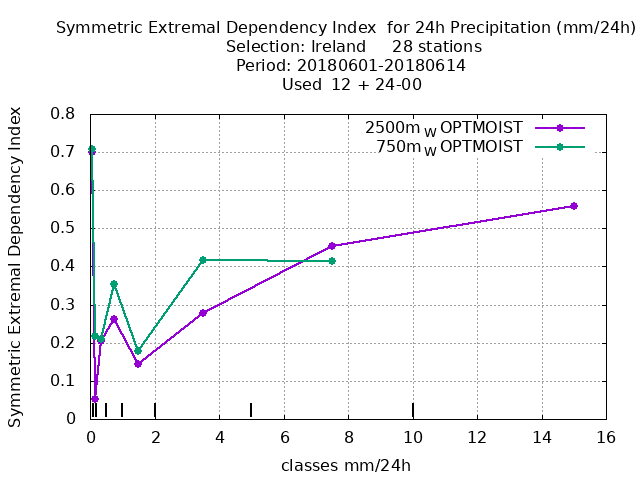 Symmetric Extremal Dependency Index for 24h Precipitation (mm/24h)
Selection: Ireland 28 stations
Period: 20180601-20180614
Used 12 + 24-00
Symmetric Extremal Dependency Index
0.8
0.7
0.6
0.5
0.4
0.3
0.2
0.1
0
2500m W OPTMOIST
750m W OPTMOIST
0 2 4 6 8 10 12 14 16
classes mm/24h